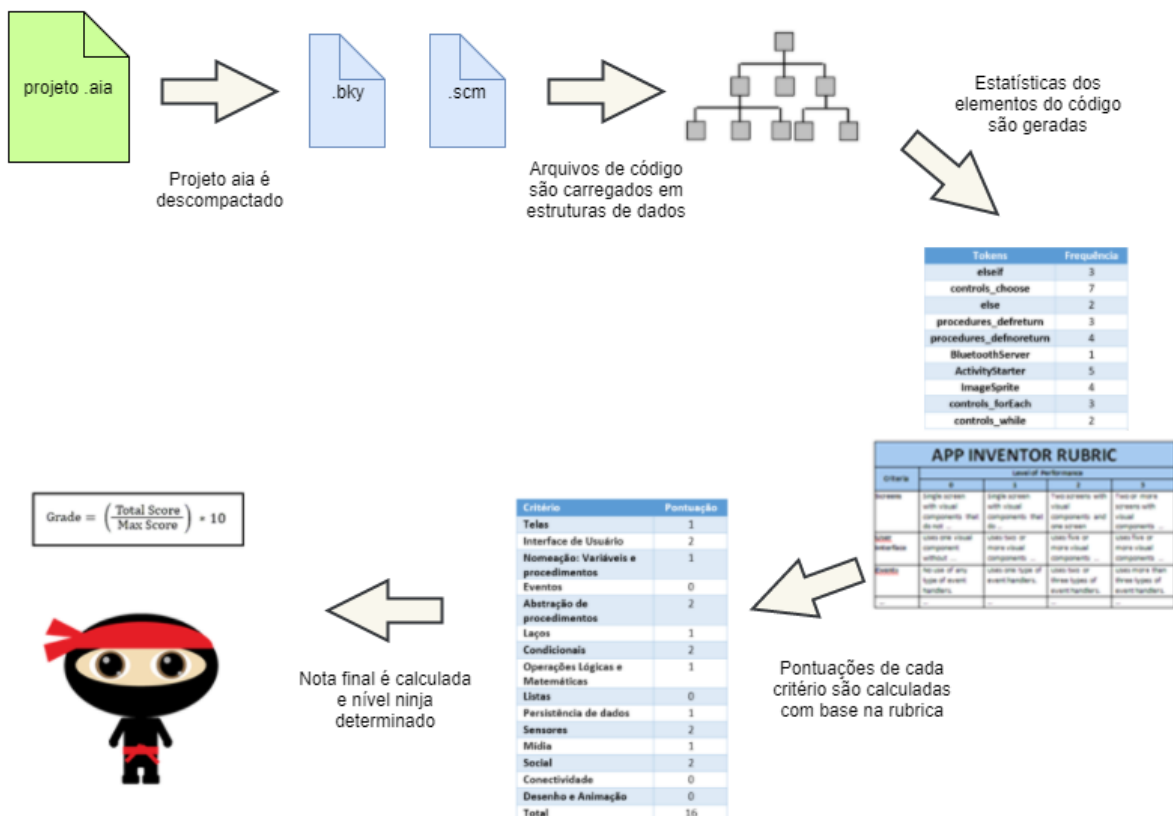 projeto .aia
.bky
.scm
Projeto aia é
descompactado
Arquivos de código
são carregados em
estruturas de dados
Estatísticas dos
elementos do código
são geradas
Tokens Frequência
elseif 3
controls_choose 7
else 2
procedures_defreturn 3
procedures_defnoreturn 4
BluetoothServer 1
ActivityStarter 5
ImageSprite 4
controls_forEach 3
controls_while 2
APP INVENTOR RUBRIC
Criteria Level of Performance
0 1 2 3
Screens
Single screen
with visual
components that
do not ...
Single screen
with visual
components that
do ...
Two screens with
visual
components and
one screen
Two or more
screens with
visual
components ...
User
Interface
Uses one visual
component
without ...
Uses two or
more visual
components ...
Uses five or
more visual
components ...
Uses five or
more visual
components ...
Events
No use of any
type of event
handlers.
Uses one type of
event handlers.
Uses two or
three types of
event handlers.
Uses more than
three types of
event handlers.
... ... ... ... ...
Pontuações de cada
critério são calculadas
com base na rubrica
Critério Pontuação
Telas 1
Interface de Usuário 2
Nomeação: Variáveis e 1
procedimentos
Eventos 0
Abstração de 2
procedimentos
Laços 1
Condicionais 2
Operações Lógicas e 1
Matemáticas
Listas 0
Persistência de dados 1
Sensores 2
Mídia 1
Social 2
Conectividade 0
Desenho e Animação 0
Total 16
Nota final é calculada
e nível ninja
determinado
Grade = (Total Score / Max Score) * 10